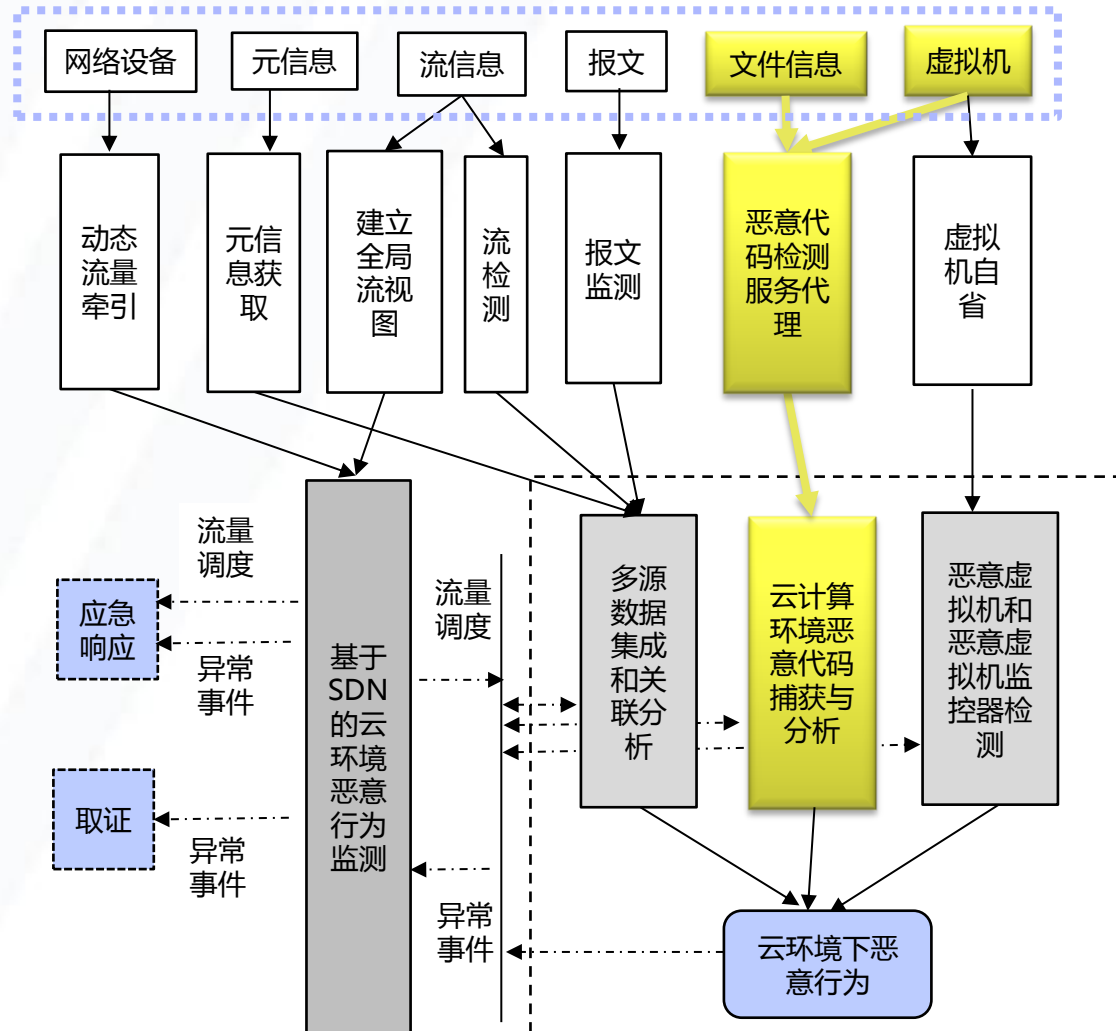 网络设备
元信息
流信息
报文
文件信息
虚拟机
动态
流量
牵引
元信
息获
取
建立
全局
流视
图
流
检
测
报文
监测
恶意代
码检测
服务代
理
虚拟
机自
省
流量
调度
应急
响应
异常
事件
取证
异常
事件
基于
SDN
的云
环境
恶意
行为
监测
流量
调度
异常
事件
多源
数据
集成
和关
联分
析
云计算
环境恶
意代码
捕获与
分析
恶意虚
拟机和
恶意虚
拟机监
控器检
测
云环境下恶
意行为